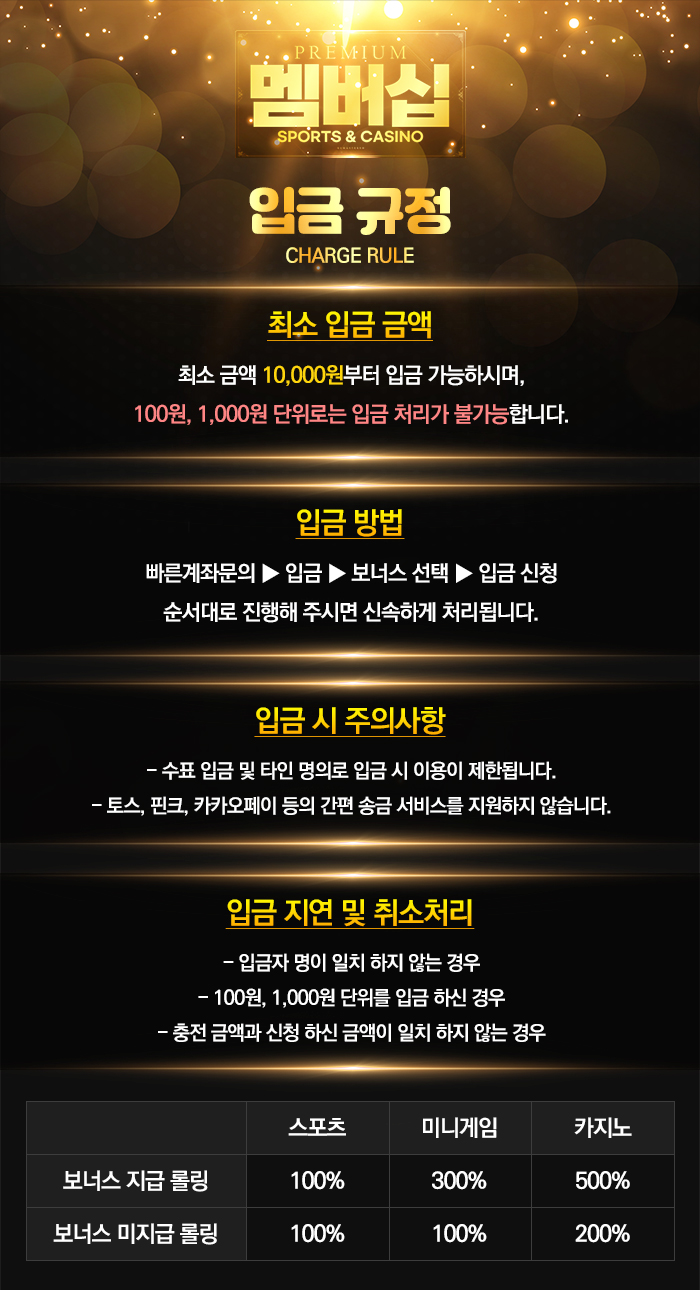 PREMIUM
멤버십
SPORTS & CASINO
입금 규정
CHARGE RULE
최소 입금 금액
최소 금액 10,000원부터 입금 가능하시며,
100원, 1,000원 단위로는 입금 처리가 불가능합니다.
입금 방법
빠른계좌문의 ▶ 입금 ▶ 보너스 선택 ▶ 입금 신청
순서대로 진행해 주시면 신속하게 처리됩니다.
입금 시 주의사항
- 수표 입금 및 타인 명의로 입금 시 이용이 제한됩니다.
- 토스, 핀크, 카카오페이 등의 간편 송금 서비스를 지원하지 않습니다.
입금 지연 및 취소처리
- 입금자 명이 일치 하지 않는 경우
- 100원, 1,000원 단위를 입금 하신 경우
- 충전 금액과 신청 하신 금액이 일치 하지 않는 경우
스포츠 미니게임 카지노
보너스 지급 롤링 100% 300% 500%
보너스 미지급 롤링 100% 100% 200%